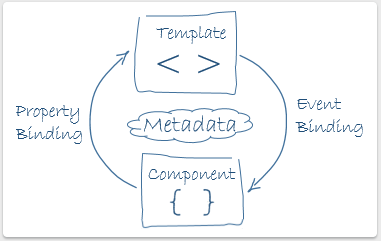 Template
< >
Property
Binding
Metadata
Event
Binding
Component
{ }